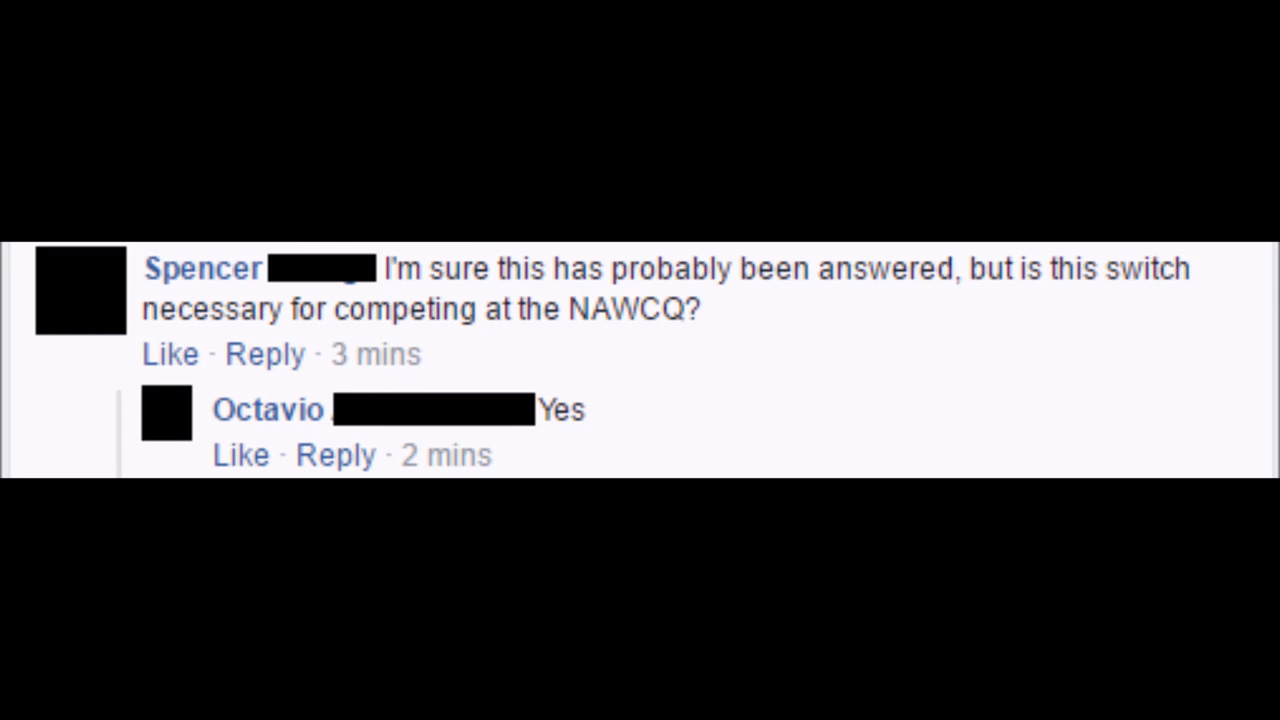 Spencer I'm sure this has probably been answered, but is this switch
necessary for competing at the NAWCQ?
Like · Reply · 3 mins
Octavio Yes
Like · Reply · 2 mins